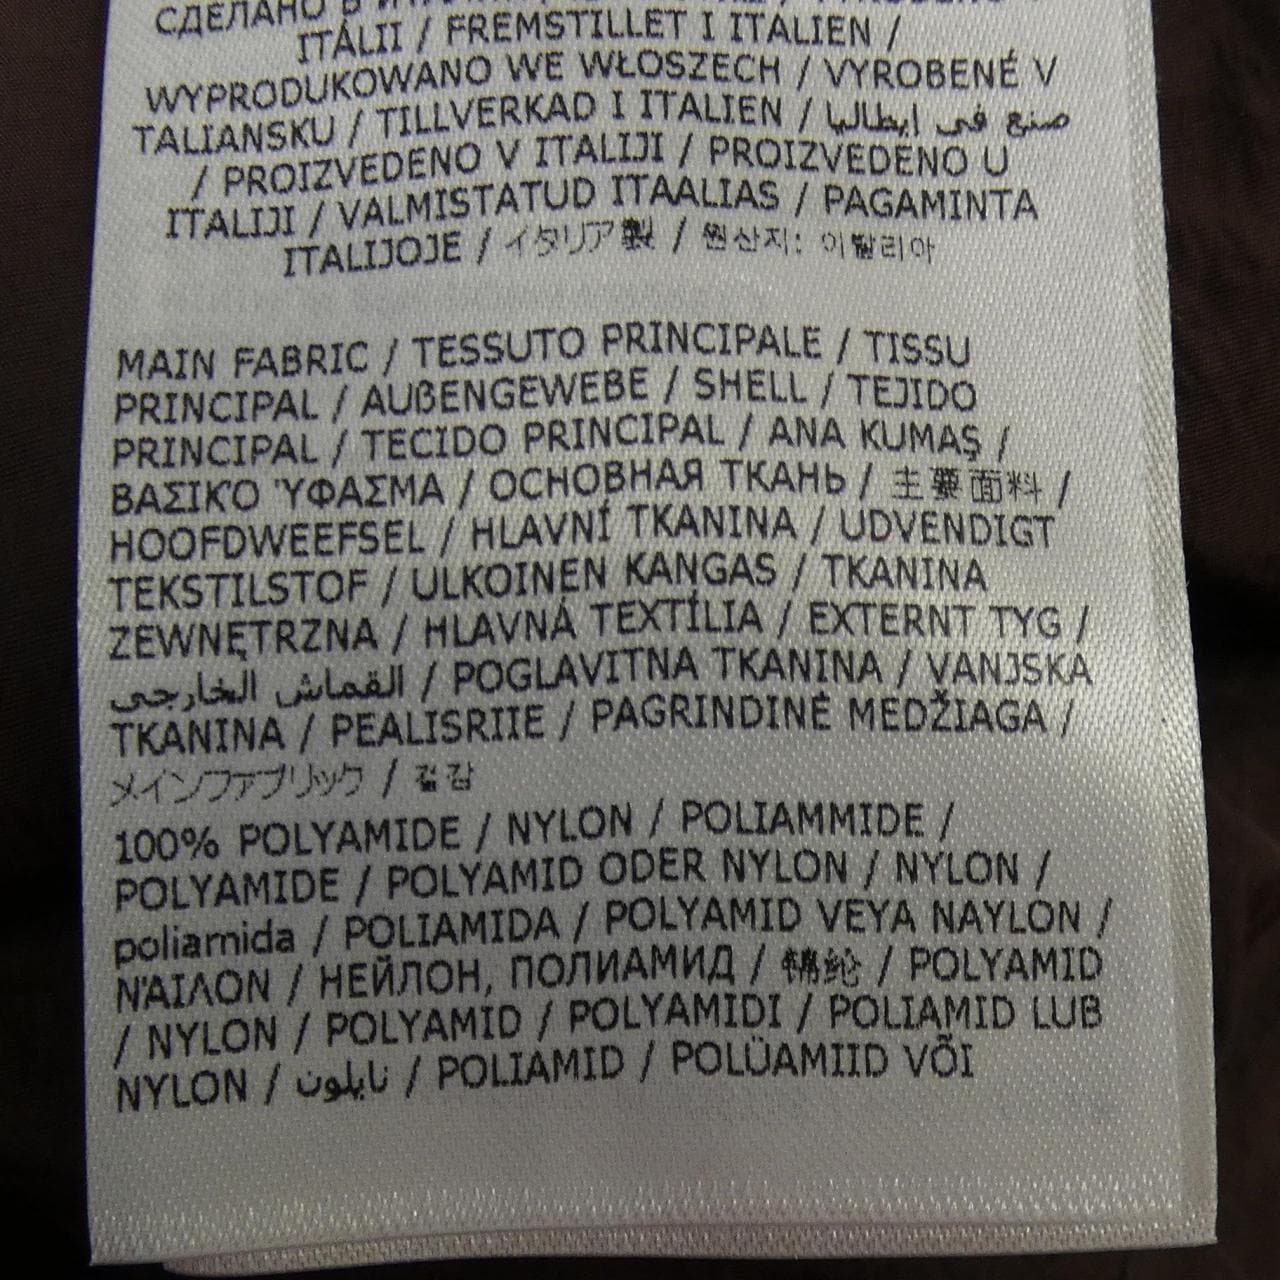 СДЕЛАНО В
ITÁLII / FREMSTILLET I ITALIEN /
WYPRODUKOWANO WE WŁOSZECH / VYROBENÉ V
TALIANSKU / TILLVERKAD I ITALIEN / صنع في إيطاليا
/ PROIZVEDENO V ITALIJI / PROIZVEDENO U
ITALIJI / VALMISTATUD ITAALIAS / PAGAMINTA
ITALIJOJE / イタリア製 / 원산지: 이탈리아
MAIN FABRIC / TESSUTO PRINCIPALE / TISSU
PRINCIPAL / AUßENGEWEBE / SHELL / TEJIDO
PRINCIPAL / TECIDO PRINCIPAL / ANA KUMAŞ /
ΒΑΣΙΚ'Ο 'ΥΦΑΣΜΑ / ОСНОВНАЯ ТКАНЬ / 主要面料 /
HOOFDWEEFSEL / HLAVNÍ TKANINA / UDVENDIGT
TEKSTILSTOF / ULKOINEN KANGAS / TKANINA
ZEWNĘTRZNA / HLAVNÁ TEXTÍLIA / EXTERNT TYG /
القماش الخارجي / POGLAVITNA TKANINA / VANJSKA
TKANINA / PEALISRIIE / PAGRINDINĖ MEDŽIAGA /
メインファブリック / 겉감
100% POLYAMIDE / NYLON / POLIAMMIDE /
POLYAMIDE / POLYAMID ODER NYLON / NYLON /
poliamida / POLIAMIDA / POLYAMID VEYA NAYLON /
Ν'ΑΙΛΟΝ / НЕЙЛОН, ПОЛИАМИД / 锦纶 / POLYAMID
/ NYLON / POLYAMID / POLYAMIDI / POLIAMID LUB
NYLON / نايلون / POLIAMID / POLÜAMIID VÕI